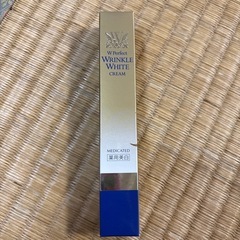 W Perfect
WRINKLE
WHITE
CREAM
MEDICATED
薬用美白